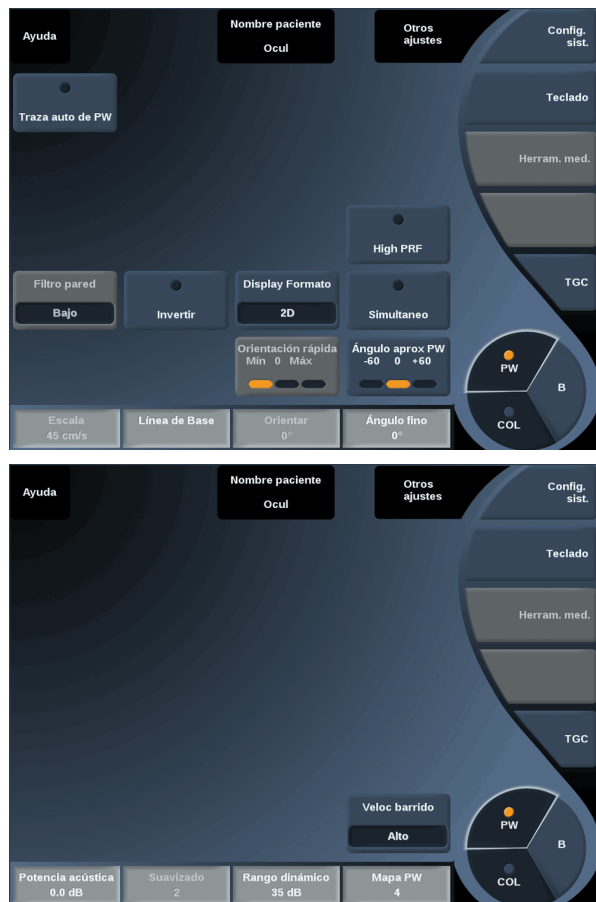 Ayuda
Nombre paciente
Ocul
Otros
ajustes
Config.
sist.
Traza auto de PW
Teclado
Herram. med.
High PRF
Filtro pared
Bajo
Invertir
Display Formato
2D
Simultaneo
TGC
Orientación rápida
Mín 0 Máx
Ángulo aprox PW
-60 0 +60
PW
B
COL
Escala
45 cm/s
Línea de Base
Orientar
0°
Ángulo fino
0°
Ayuda
Nombre paciente
Ocul
Otros
ajustes
Config.
sist.
Teclado
Herram. med.
TGC
Veloc barrido
Alto
PW
B
COL
Potencia acústica
0.0 dB
Suavizado
2
Rango dinámico
35 dB
Mapa PW
4